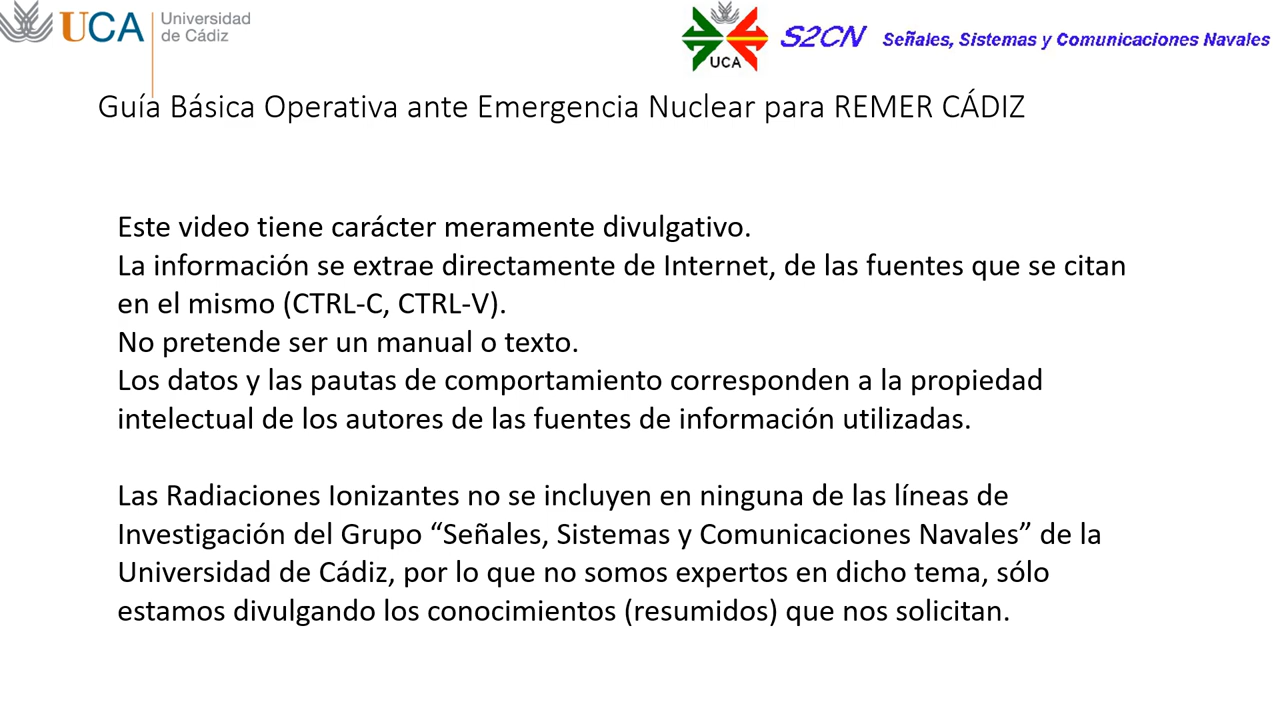 UCA
Universidad
de Cádiz
UCA
S2CN
Señales, Sistemas y Comunicaciones Navales
Guía Básica Operativa ante Emergencia Nuclear para REMER CÁDIZ
Este video tiene carácter meramente divulgativo.
La información se extrae directamente de Internet, de las fuentes que se citan
en el mismo (CTRL-C, CTRL-V).
No pretende ser un manual o texto.
Los datos y las pautas de comportamiento corresponden a la propiedad
intelectual de los autores de las fuentes de información utilizadas.
Las Radiaciones Ionizantes no se incluyen en ninguna de las líneas de
Investigación del Grupo “Señales, Sistemas y Comunicaciones Navales” de la
Universidad de Cádiz, por lo que no somos expertos en dicho tema, sólo
estamos divulgando los conocimientos (resumidos) que nos solicitan.